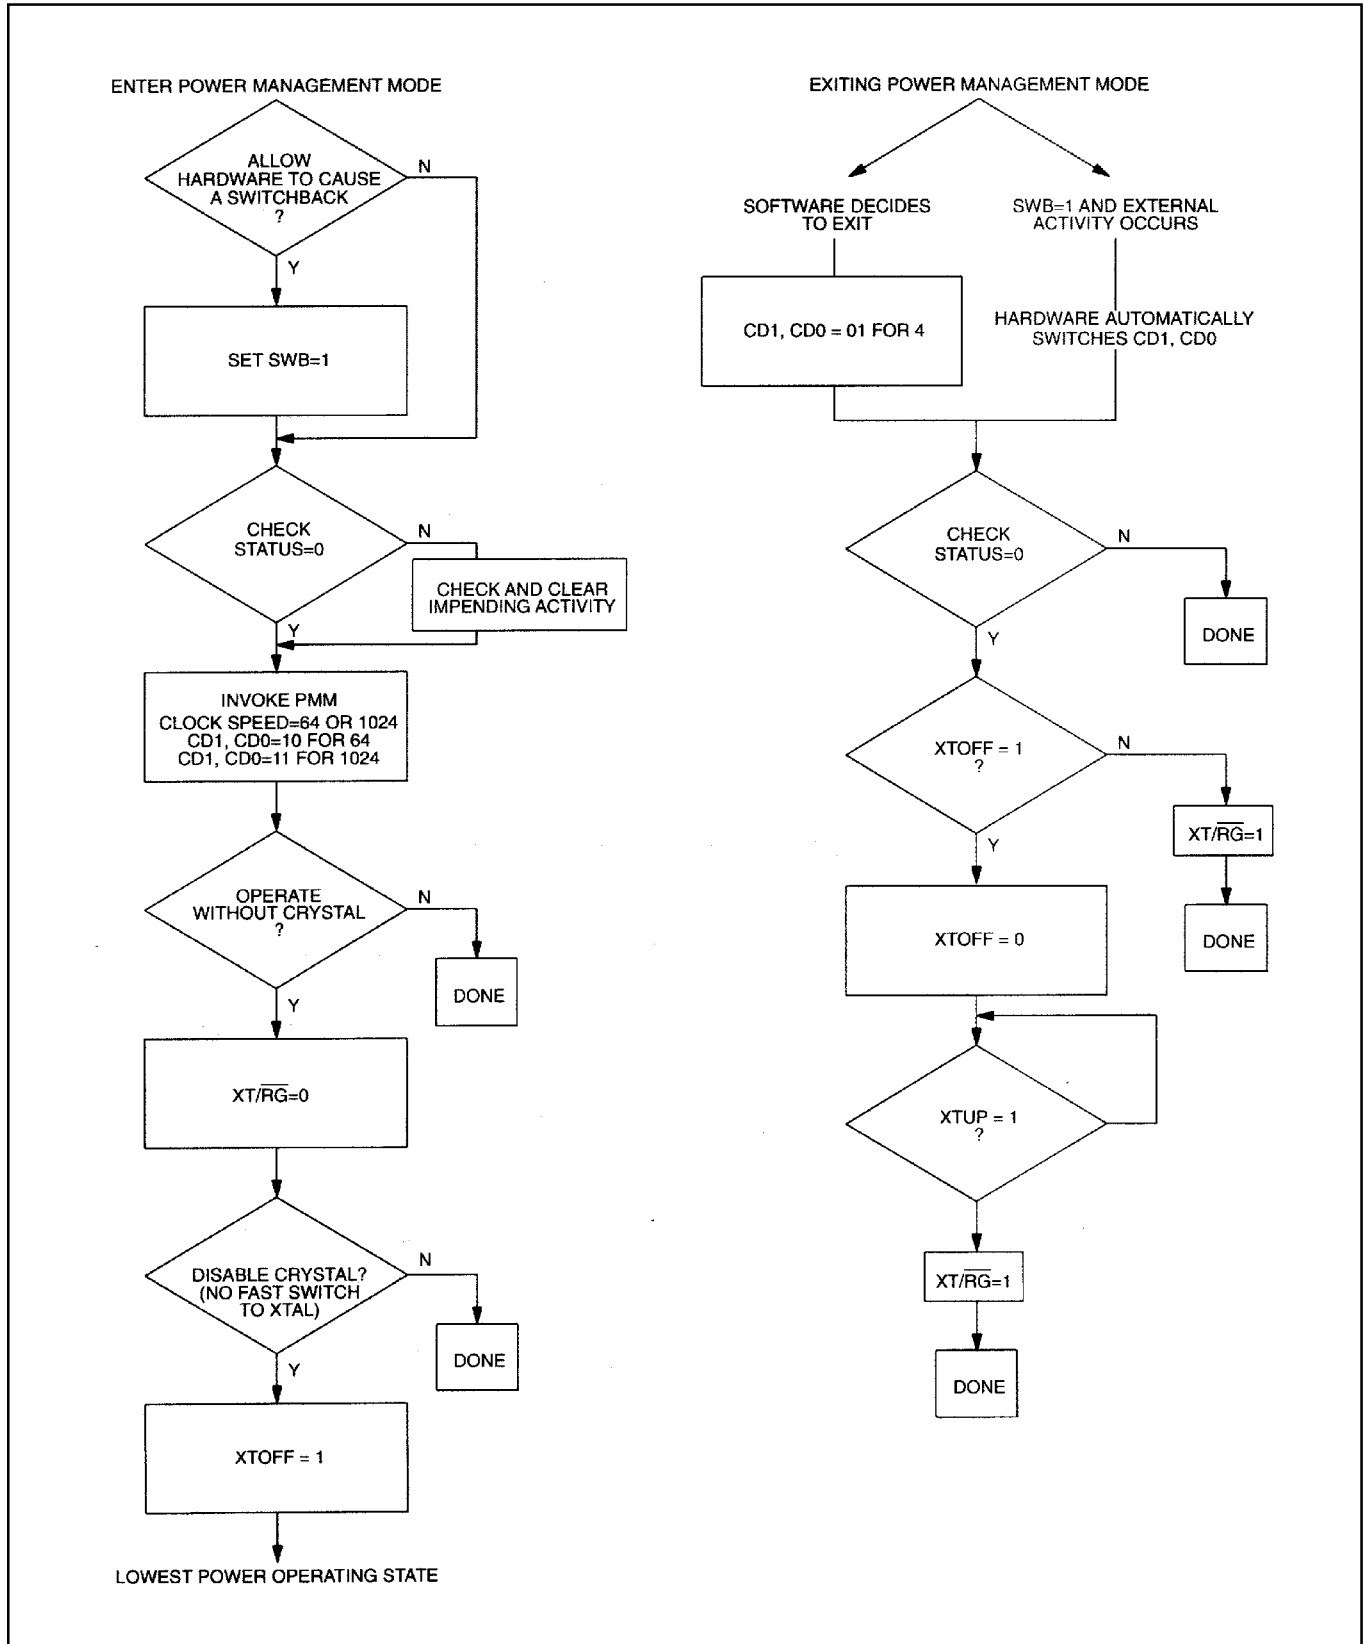 ENTER POWER MANAGEMENT MODE
ALLOW
HARDWARE TO CAUSE
A SWITCHBACK
?
N
Y
SET SWB=1
CHECK
STATUS=0
N
CHECK AND CLEAR
IMPENDING ACTIVITY
Y
INVOKE PMM
CLOCK SPEED=64 OR 1024
CD1, CD0=10 FOR 64
CD1, CD0=11 FOR 1024
OPERATE
WITHOUT CRYSTAL
?
N
DONE
Y
XT/R̅G̅=0
DISABLE CRYSTAL?
(NO FAST SWITCH
TO XTAL)
N
DONE
Y
XTOFF = 1
LOWEST POWER OPERATING STATE
EXITING POWER MANAGEMENT MODE
SOFTWARE DECIDES
TO EXIT
SWB=1 AND EXTERNAL
ACTIVITY OCCURS
CD1, CD0 = 01 FOR 4
HARDWARE AUTOMATICALLY
SWITCHES CD1, CD0
CHECK
STATUS=0
N
DONE
Y
XTOFF = 1
?
N
XT/R̅G̅=1
DONE
Y
XTOFF = 0
XTUP = 1
?
XT/R̅G̅=1
DONE